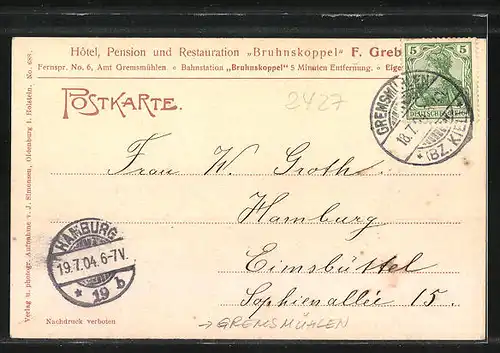 Hôtel, Pension und Restauration „Bruhnskoppel" F. Greb
Fernspr. No. 6, Amt Gremsmühlen. Bahnstation „Bruhnskoppel" 5 Minuten Entfernung. Eige
5 5
DEUTSCHES REICH
POSTKARTE.
2427
GREMSMÜHLEN
18.7.
* (BZ. KIEL)
Frau W. Groth.
Hamburg
Eimsbüttel
Sophienallée 15.
HAMBURG
19.7.04. 6-7V.
* 19 b
→ GREMSMÜHLEN
Nachdruck verboten
Verlag u. photogr. Aufnahme v. J. Simonsen, Oldenburg i. Holstein. No. 688.